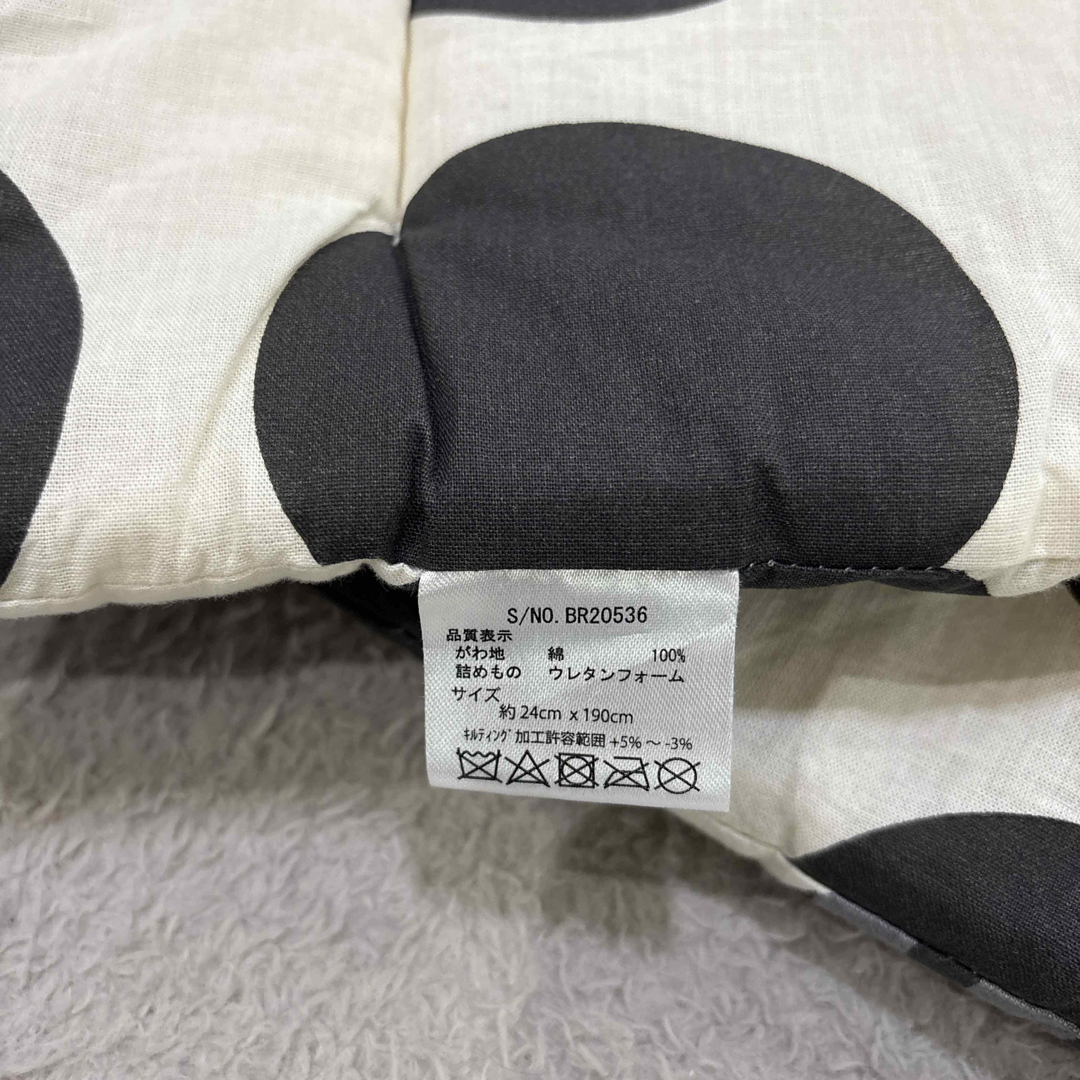 S/NO. BR20536
品質表示
がわ地 綿 100%
詰めもの ウレタンフォーム
サイズ
約 24cm x 190cm
ｷﾙﾃｨﾝｸﾞ加工許容範囲 +5% ～ -3%